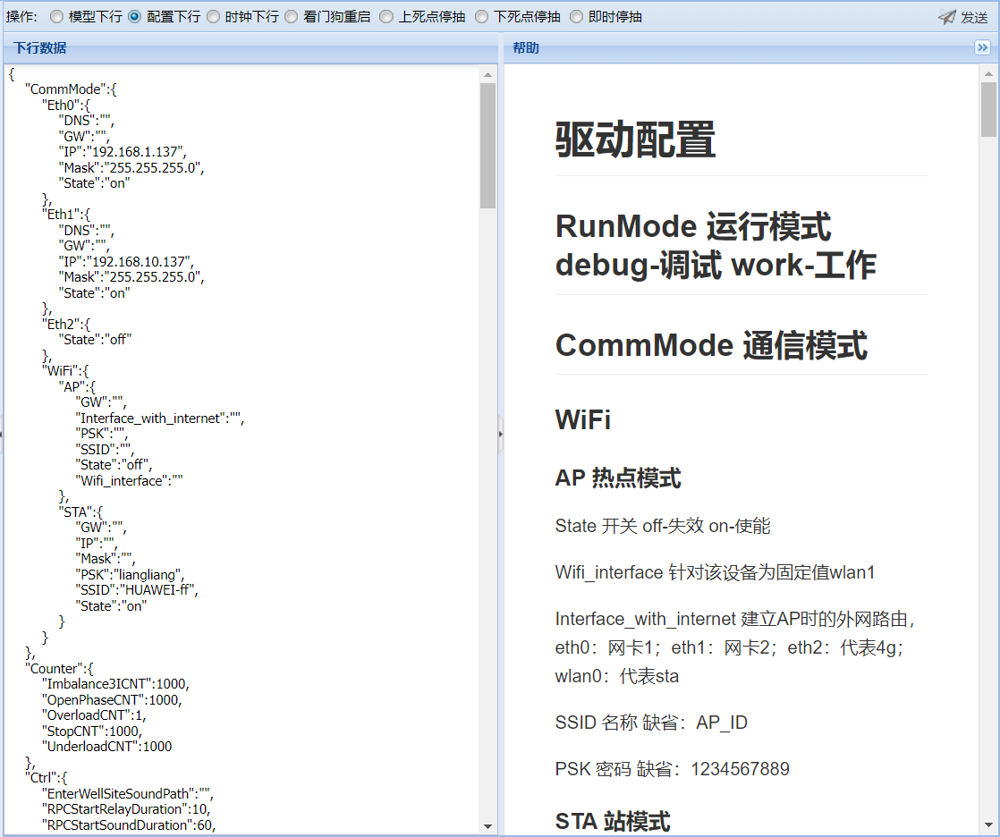 操作: 模型下行 配置下行 时钟下行 看门狗重启 上死点停抽 下死点停抽 即时停抽 发送
下行数据
{
"CommMode":{
"Eth0":{
"DNS":"",
"GW":"",
"IP":"192.168.1.137",
"Mask":"255.255.255.0",
"State":"on"
},
"Eth1":{
"DNS":"",
"GW":"",
"IP":"192.168.10.137",
"Mask":"255.255.255.0",
"State":"on"
},
"Eth2":{
"State":"off"
},
"WiFi":{
"AP":{
"GW":"",
"Interface_with_internet":"",
"PSK":"",
"SSID":"",
"State":"off",
"Wifi_interface":""
},
"STA":{
"GW":"",
"IP":"",
"Mask":"",
"PSK":"liangliang",
"SSID":"HUAWEI-ff",
"State":"on"
}
}
},
"Counter":{
"Imbalance3ICNT":1000,
"OpenPhaseCNT":1000,
"OverloadCNT":1,
"StopCNT":1000,
"UnderloadCNT":1000
},
"Ctrl":{
"EnterWellSiteSoundPath":"",
"RPCStartRelayDuration":10,
"RPCStartSoundDuration":60,
帮助
驱动配置
RunMode 运行模式
debug-调试 work-工作
CommMode 通信模式
WiFi
AP 热点模式
State 开关 off-失效 on-使能
Wifi_interface 针对该设备为固定值wlan1
Interface_with_internet 建立AP时的外网路由，
eth0：网卡1；eth1：网卡2；eth2：代表4g；
wlan0：代表sta
SSID 名称 缺省：AP_ID
PSK 密码 缺省：1234567889
STA 站模式